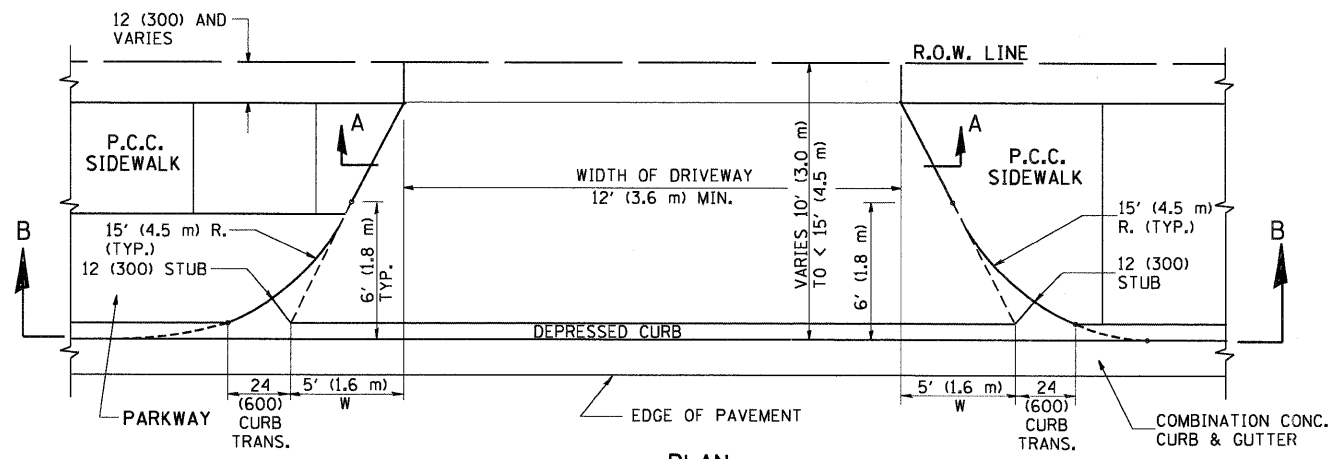 12 (300) AND
VARIES
R.O.W. LINE
A
A
P.C.C.
SIDEWALK
WIDTH OF DRIVEWAY
12' (3.6 m) MIN.
VARIES 10' (3.0 m)
TO < 15' (4.5 m)
P.C.C.
SIDEWALK
B
15' (4.5 m) R.
(TYP.)
12 (300) STUB
6' (1.8 m)
TYP.
6' (1.8 m)
15' (4.5 m)
R. (TYP.)
12 (300)
STUB
B
DEPRESSED CURB
24
(600)
CURB
TRANS.
5' (1.6 m)
W
PARKWAY
EDGE OF PAVEMENT
5' (1.6 m)
W
24
(600)
CURB
TRANS.
COMBINATION CONC.
CURB & GUTTER